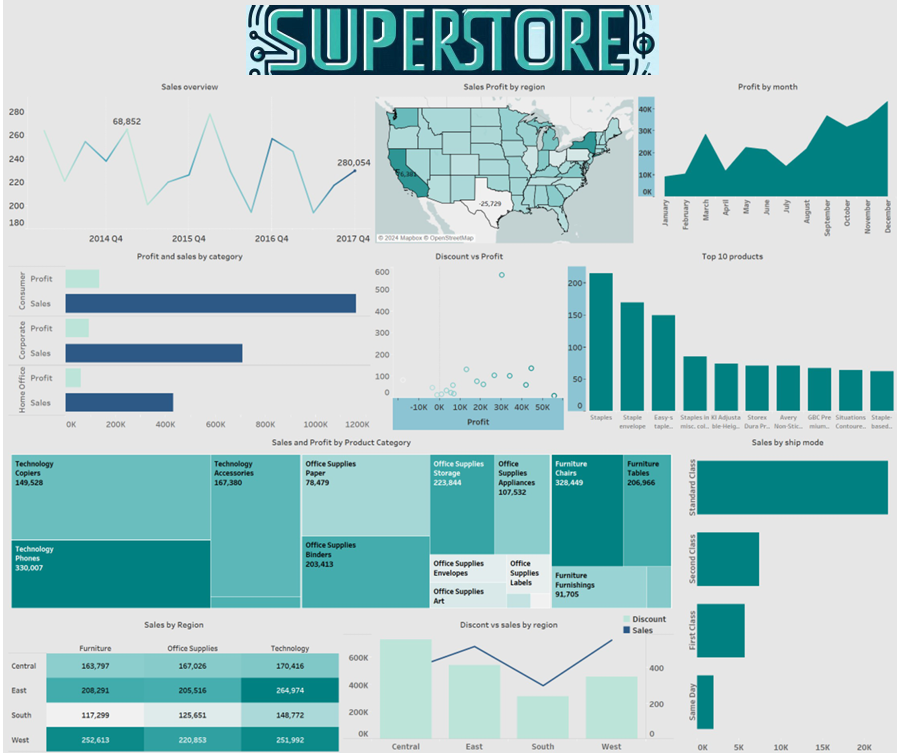 SUPERSTORE
Sales overview
280
260
240
220
200
180
68,852
280,054
2014 Q4
2015 Q4
2016 Q4
2017 Q4
Sales Profit by region
-25,729
© 2024 Mapbox © OpenStreetMap
Profit by month
40K
30K
20K
10K
0K
January
February
March
April
May
June
July
August
September
October
November
December
Profit and sales by category
Consumer
Profit
Sales
Corporate
Profit
Sales
Home Office
Profit
Sales
0K
200K
400K
600K
800K
1000K
1200K
Discount vs Profit
600
500
400
300
200
100
0
-10K
0K
10K
20K
30K
40K
50K
Profit
Top 10 products
200
150
100
50
0
Staples
Staple
envelope
Easy-s
taple..
Staples in
misc. col..
KI Adjusta
ble-Heig..
Storex
Dura Pr..
Avery
Non-Stic..
GBC Pre
mium..
Situations
Contoure..
Staple-
based..
Sales and Profit by Product Category
Technology
Copiers
149,528
Technology
Phones
330,007
Technology
Accessories
167,380
Office Supplies
Paper
78,479
Office Supplies
Binders
203,413
Office Supplies
Storage
223,844
Office
Supplies
Appliances
107,532
Office Supplies
Envelopes
Office Supplies
Art
Office
Supplies
Labels
Furniture
Chairs
328,449
Furniture
Tables
206,966
Furniture
Furnishings
91,705
Sales by ship mode
Standard Class
Second Class
First Class
Same Day
0K
5K
10K
15K
20K
Sales by Region
Furniture
Office Supplies
Technology
Central
163,797
167,026
170,416
East
208,291
205,516
264,974
South
117,299
125,651
148,772
West
252,613
220,853
251,992
Discont vs sales by region
Discount
Sales
600K
400K
200K
0K
400
200
0
Central
East
South
West